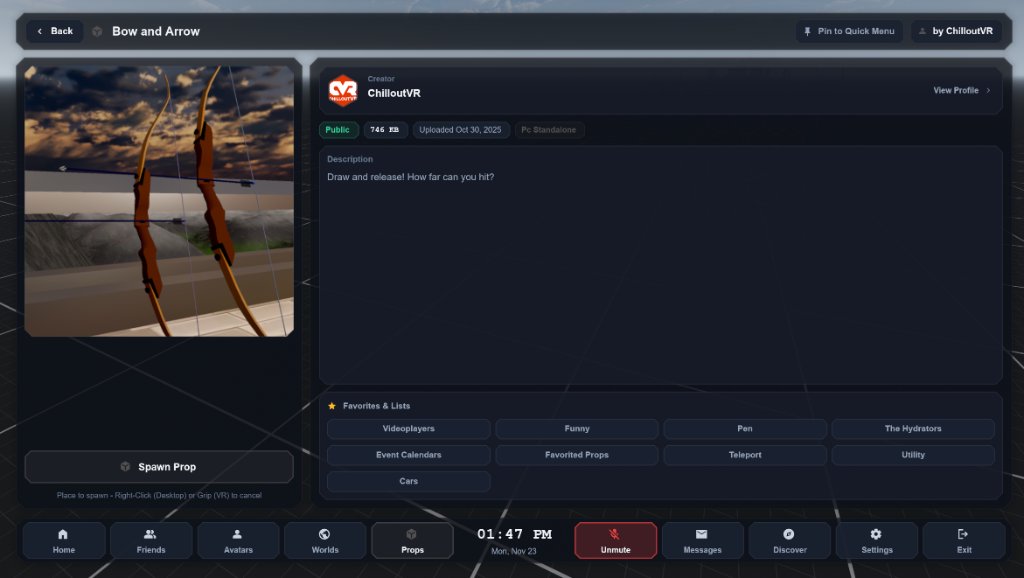 Back
Bow and Arrow
Pin to Quick Menu
by ChilloutVR
CHILLOUTVR
Creator
ChilloutVR
View Profile
Public
746 KB
Uploaded Oct 30, 2025
Pc Standalone
Description
Draw and release! How far can you hit?
Favorites & Lists
Videoplayers
Funny
Pen
The Hydrators
Event Calendars
Favorited Props
Teleport
Utility
Cars
Spawn Prop
Place to spawn - Right-Click (Desktop) or Grip (VR) to cancel
Home
Friends
Avatars
Worlds
Props
01:47 PM
Mon, Nov 23
Unmute
Messages
Discover
Settings
Exit